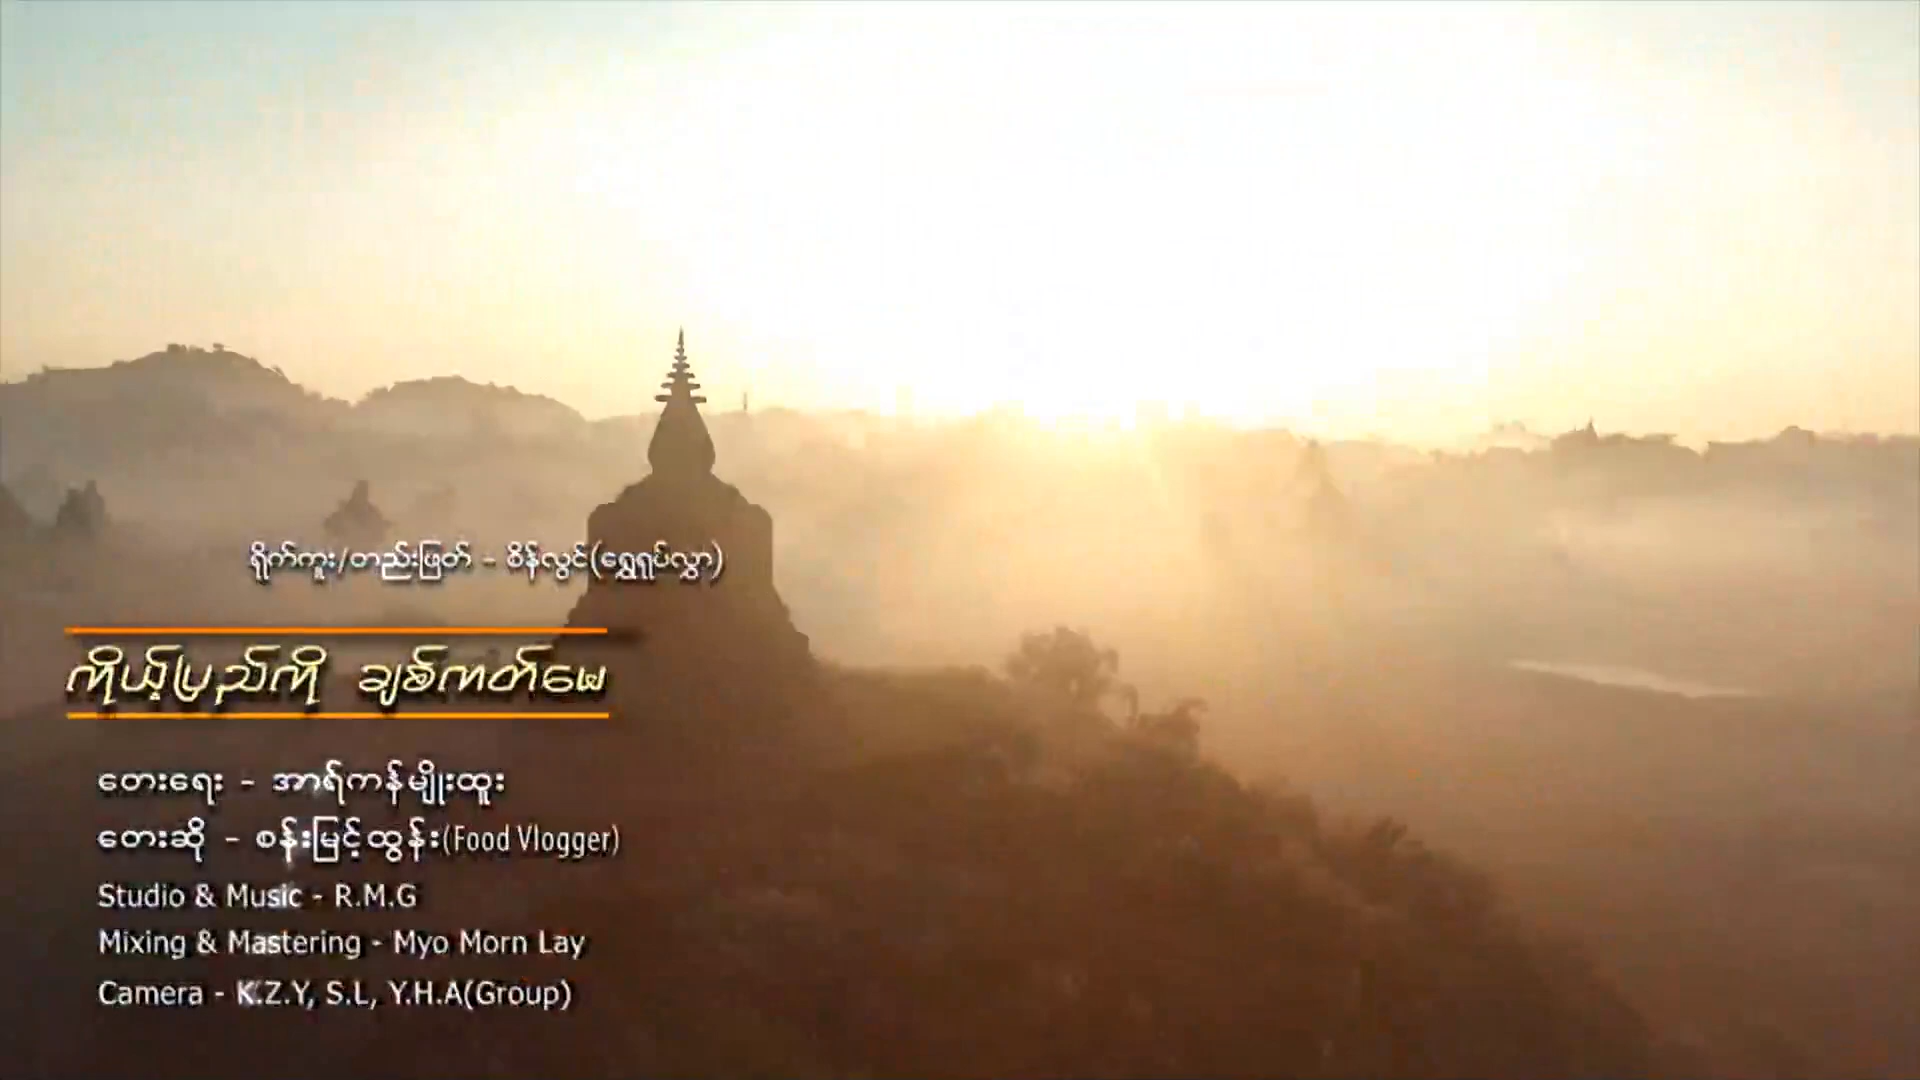 ရိုက်ကူး/တည်းဖြတ် - စိန်လွင်(ရွှေရုပ်လွှာ)
ကိုယ့်ပြည်ကို ချစ်ကတ်မေ
တေးရေး - အာရ်ကန်မျိုးထူး
တေးဆို - စန်းမြင့်ထွန်း(Food Vlogger)
Studio & Music - R.M.G
Mixing & Mastering - Myo Morn Lay
Camera - K.Z.Y, S.L, Y.H.A(Group)